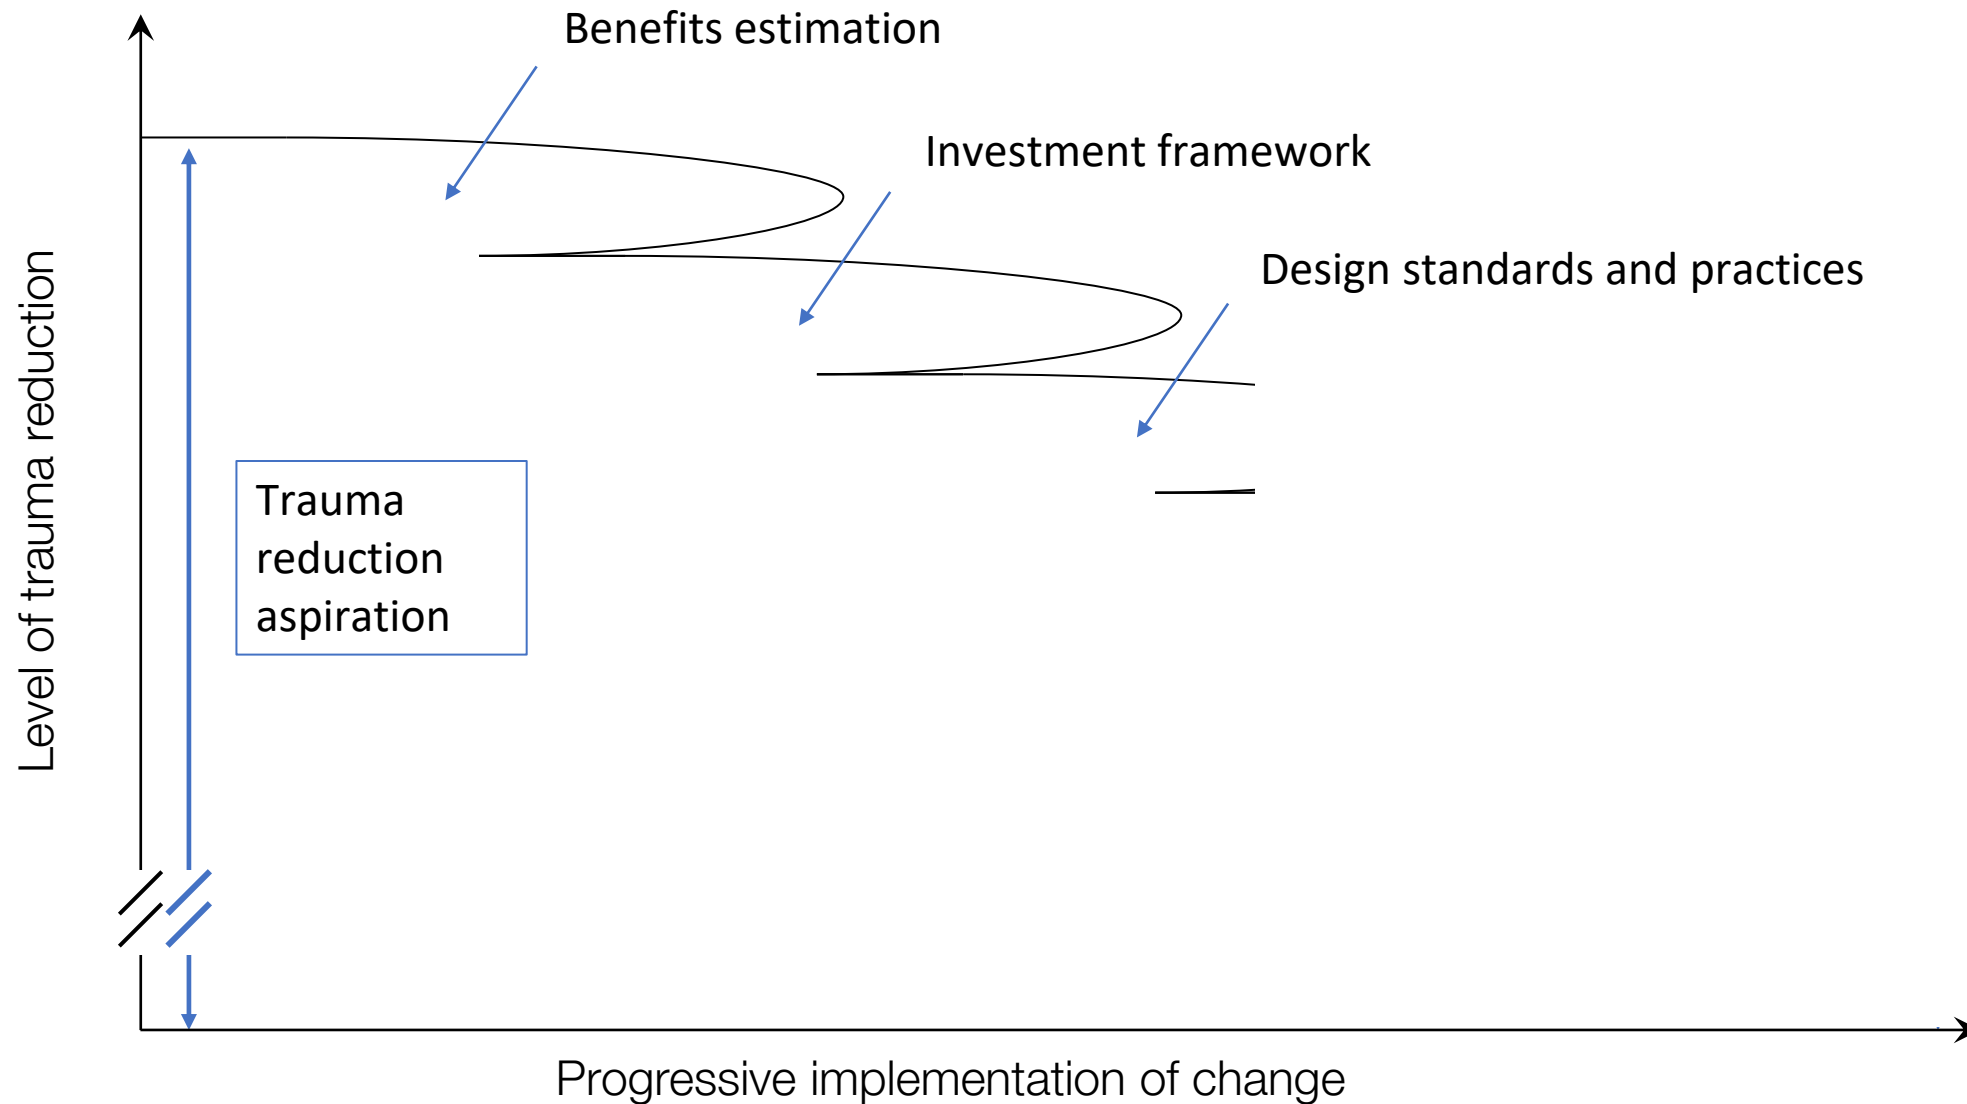 Benefits estimation
Investment framework
Design standards and practices
Level of trauma reduction
Trauma
reduction
aspiration
Progressive implementation of change